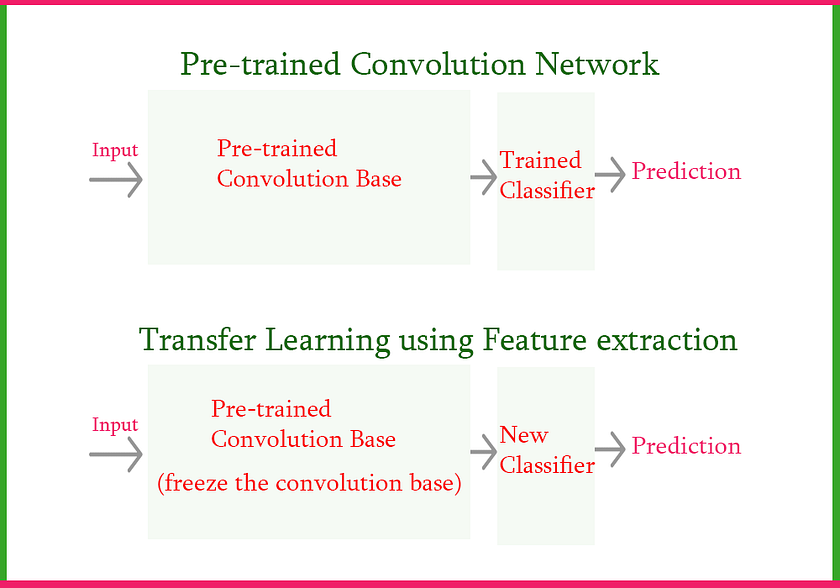 Pre-trained Convolution Network
Input
Pre-trained
Convolution Base
Trained
Classifier
Prediction
Transfer Learning using Feature extraction
Input
Pre-trained
Convolution Base
(freeze the convolution base)
New
Classifier
Prediction